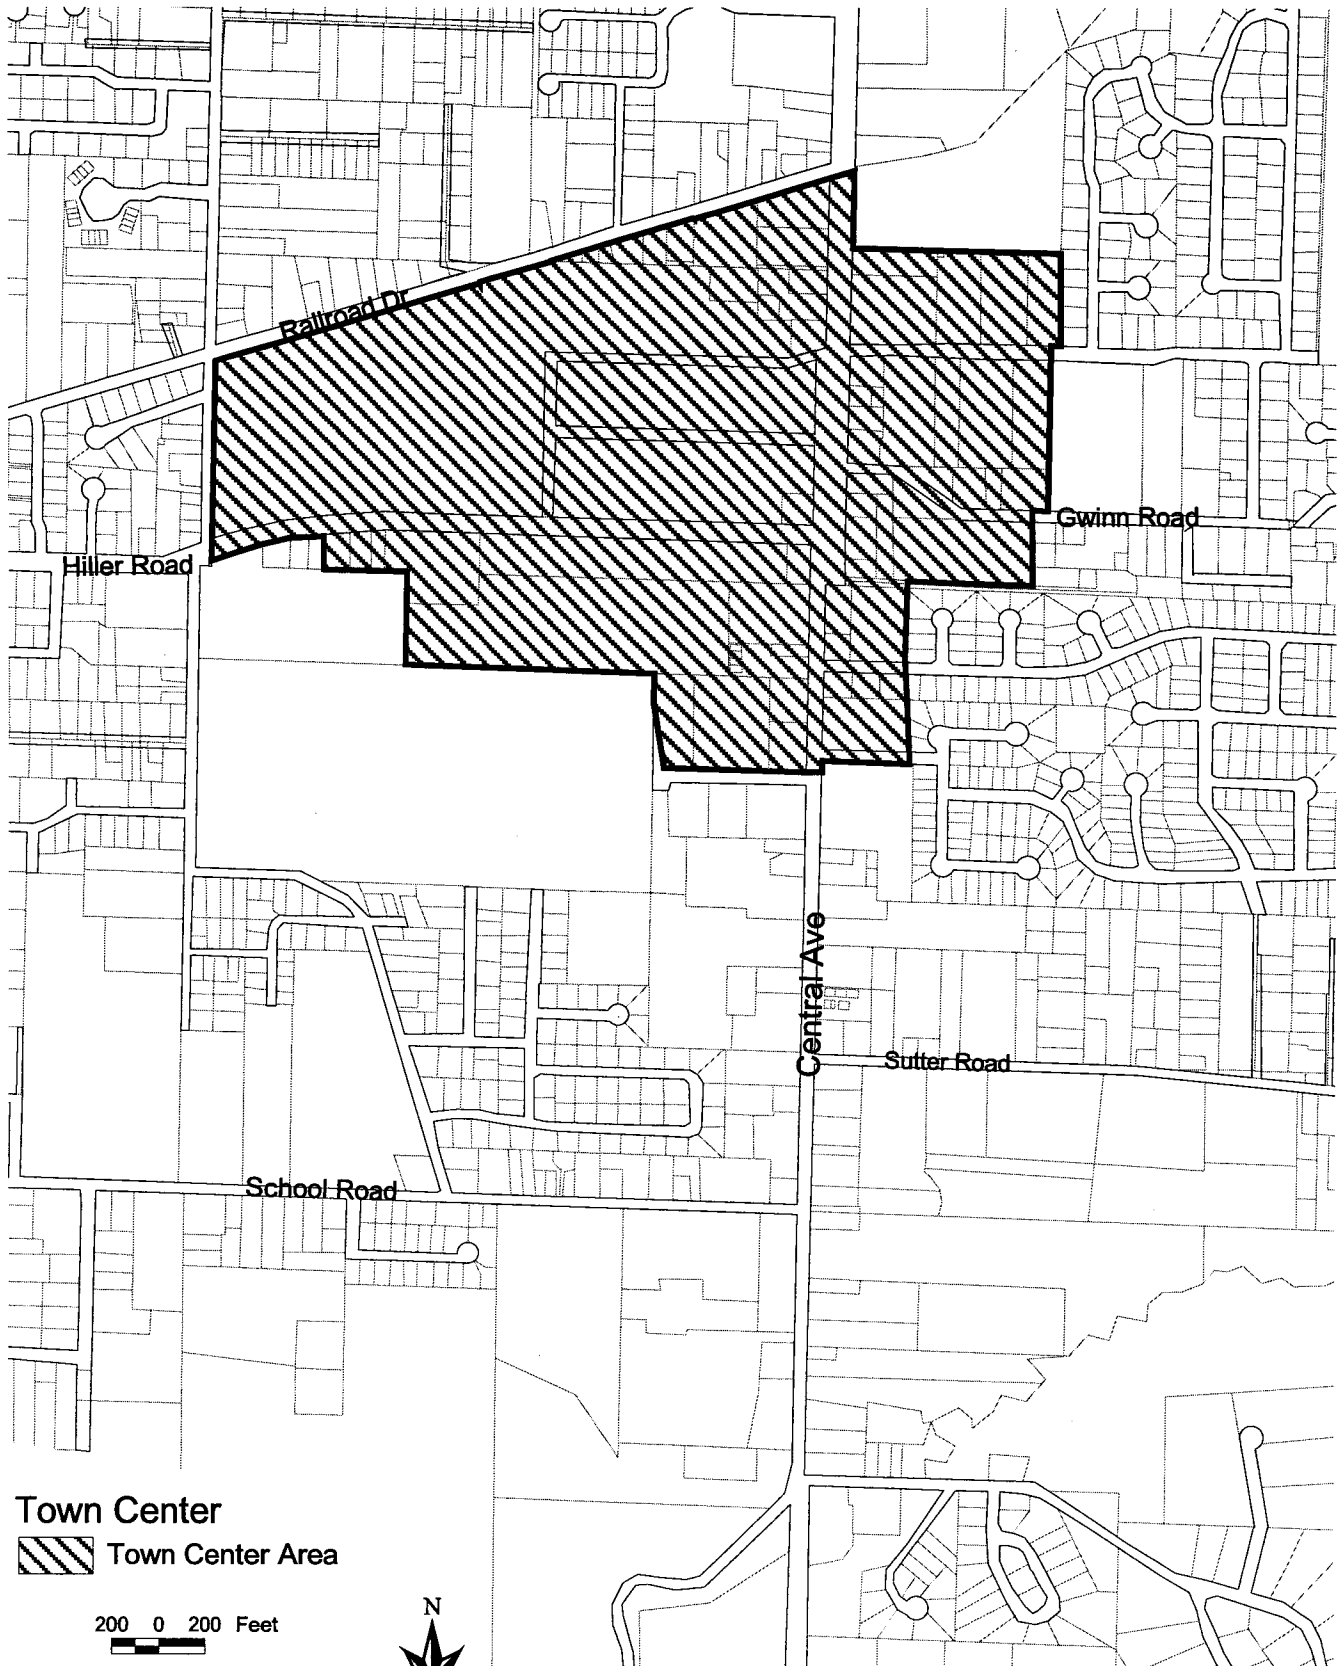 Railroad Dr
Gwinn Road
Hiller Road
Central Ave
Sutter Road
School Road
Town Center
Town Center Area
200 0 200 Feet
N